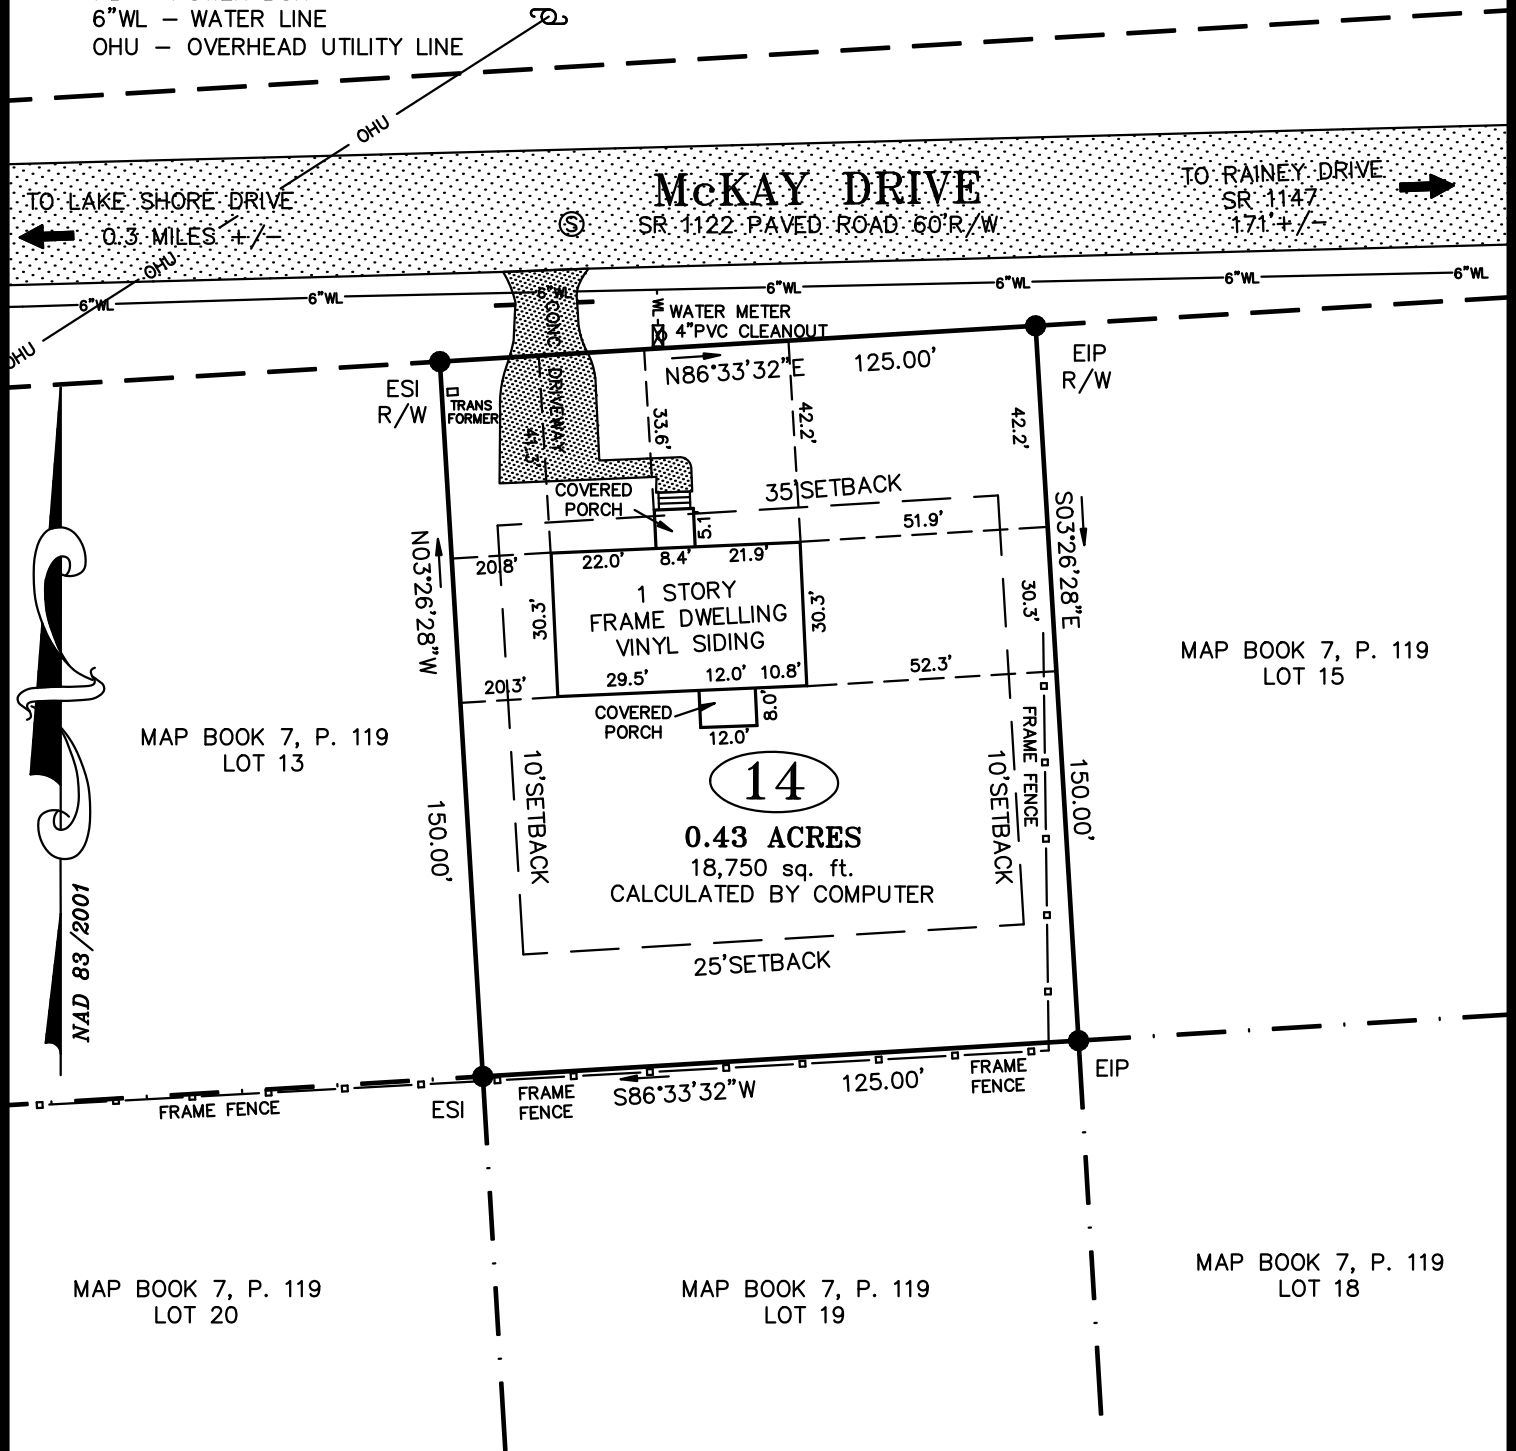 6"WL – WATER LINE
OHU – OVERHEAD UTILITY LINE
OHU
McKAY DRIVE
SR 1122 PAVED ROAD 60'R/W
TO LAKE SHORE DRIVE
0.3 MILES +/–
TO RAINEY DRIVE
SR 1147
171'+/–
S
OHU
OHU
6"WL
6"WL
6"WL
6"WL
6"WL
6"WL
6"WL
WL
WATER METER
4"PVC CLEANOUT
CONC DRIVEWAY
N86°33'32"E
125.00'
ESI
R/W
EIP
R/W
TRANS
FORMER
41.3'
33.6'
42.2'
42.2'
COVERED
PORCH
35'SETBACK
5.1'
51.9'
S03°26'28"E
N03°26'28"W
20.8'
22.0'
8.4'
21.9'
30.3'
1 STORY
FRAME DWELLING
VINYL SIDING
30.3'
30.3'
20.3'
29.5'
12.0'
10.8'
52.3'
COVERED
PORCH
8.0'
12.0'
MAP BOOK 7, P. 119
LOT 13
MAP BOOK 7, P. 119
LOT 15
FRAME FENCE
10'SETBACK
10'SETBACK
150.00'
150.00'
14
0.43 ACRES
18,750 sq. ft.
CALCULATED BY COMPUTER
25'SETBACK
NAD 83/2001
FRAME FENCE
ESI
FRAME
FENCE
S86°33'32"W
125.00'
FRAME
FENCE
EIP
MAP BOOK 7, P. 119
LOT 20
MAP BOOK 7, P. 119
LOT 19
MAP BOOK 7, P. 119
LOT 18